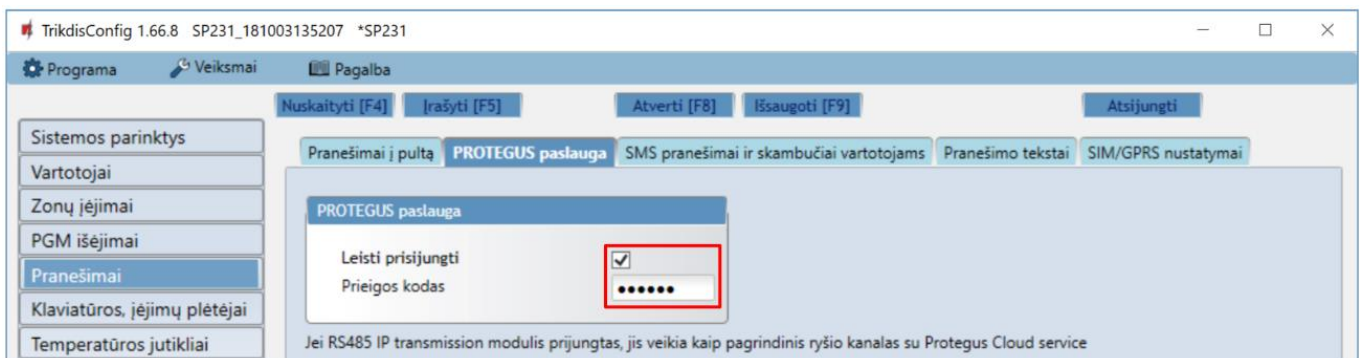 TrikdisConfig 1.66.8 SP231_181003135207 *SP231
Programa Veiksmai Pagalba
Nuskaityti [F4] Įrašyti [F5] Atverti [F8] Išsaugoti [F9] Atsijungti
Sistemos parinktys
Vartotojai
Zonų įėjimai
PGM išėjimai
Pranešimai
Klaviatūros, įėjimų plėtėjai
Temperatūros jutikliai
Pranešimai į pultą PROTEGUS paslauga SMS pranešimai ir skambučiai vartotojams Pranešimo tekstai SIM/GPRS nustatymai
PROTEGUS paslauga
Leisti prisijungti
Prieigos kodas ••••••
Jei RS485 IP transmission modulis prijungtas, jis veikia kaip pagrindinis ryšio kanalas su Protegus Cloud service